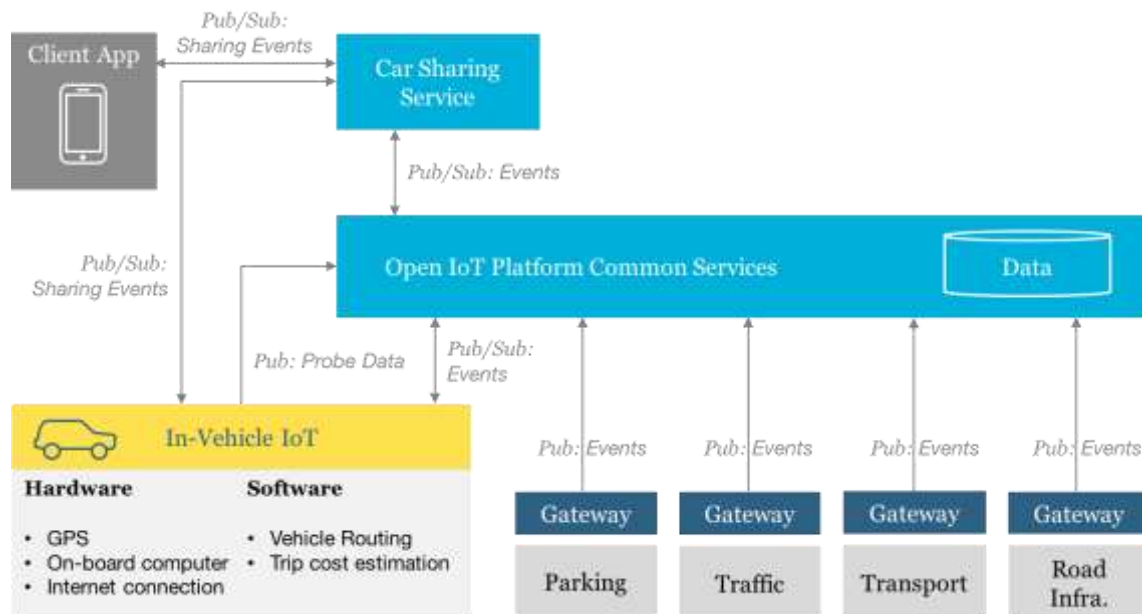 Pub/Sub:
Sharing Events
Client App
Car Sharing
Service
Pub/Sub: Events
Pub/Sub:
Sharing Events
Open IoT Platform Common Services
Data
Pub: Probe Data
Pub/Sub:
Events
In-Vehicle IoT
Hardware
Software
• GPS
• On-board computer
• Internet connection
• Vehicle Routing
• Trip cost estimation
Pub: Events
Pub: Events
Pub: Events
Pub: Events
Gateway
Gateway
Gateway
Gateway
Parking
Traffic
Transport
Road
Infra.